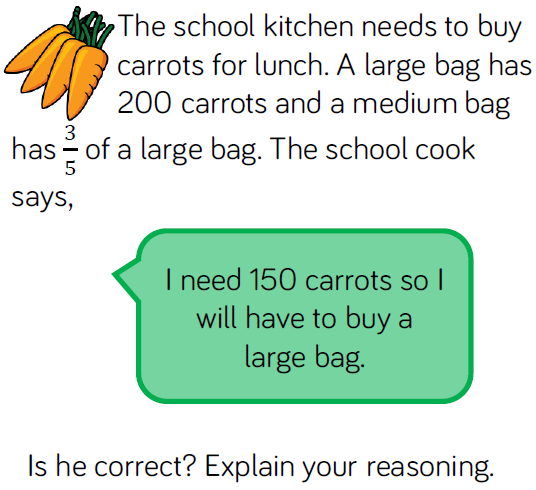 The school kitchen needs to buy
carrots for lunch. A large bag has
200 carrots and a medium bag
has 3/5 of a large bag. The school cook
says,
I need 150 carrots so I
will have to buy a
large bag.
Is he correct? Explain your reasoning.